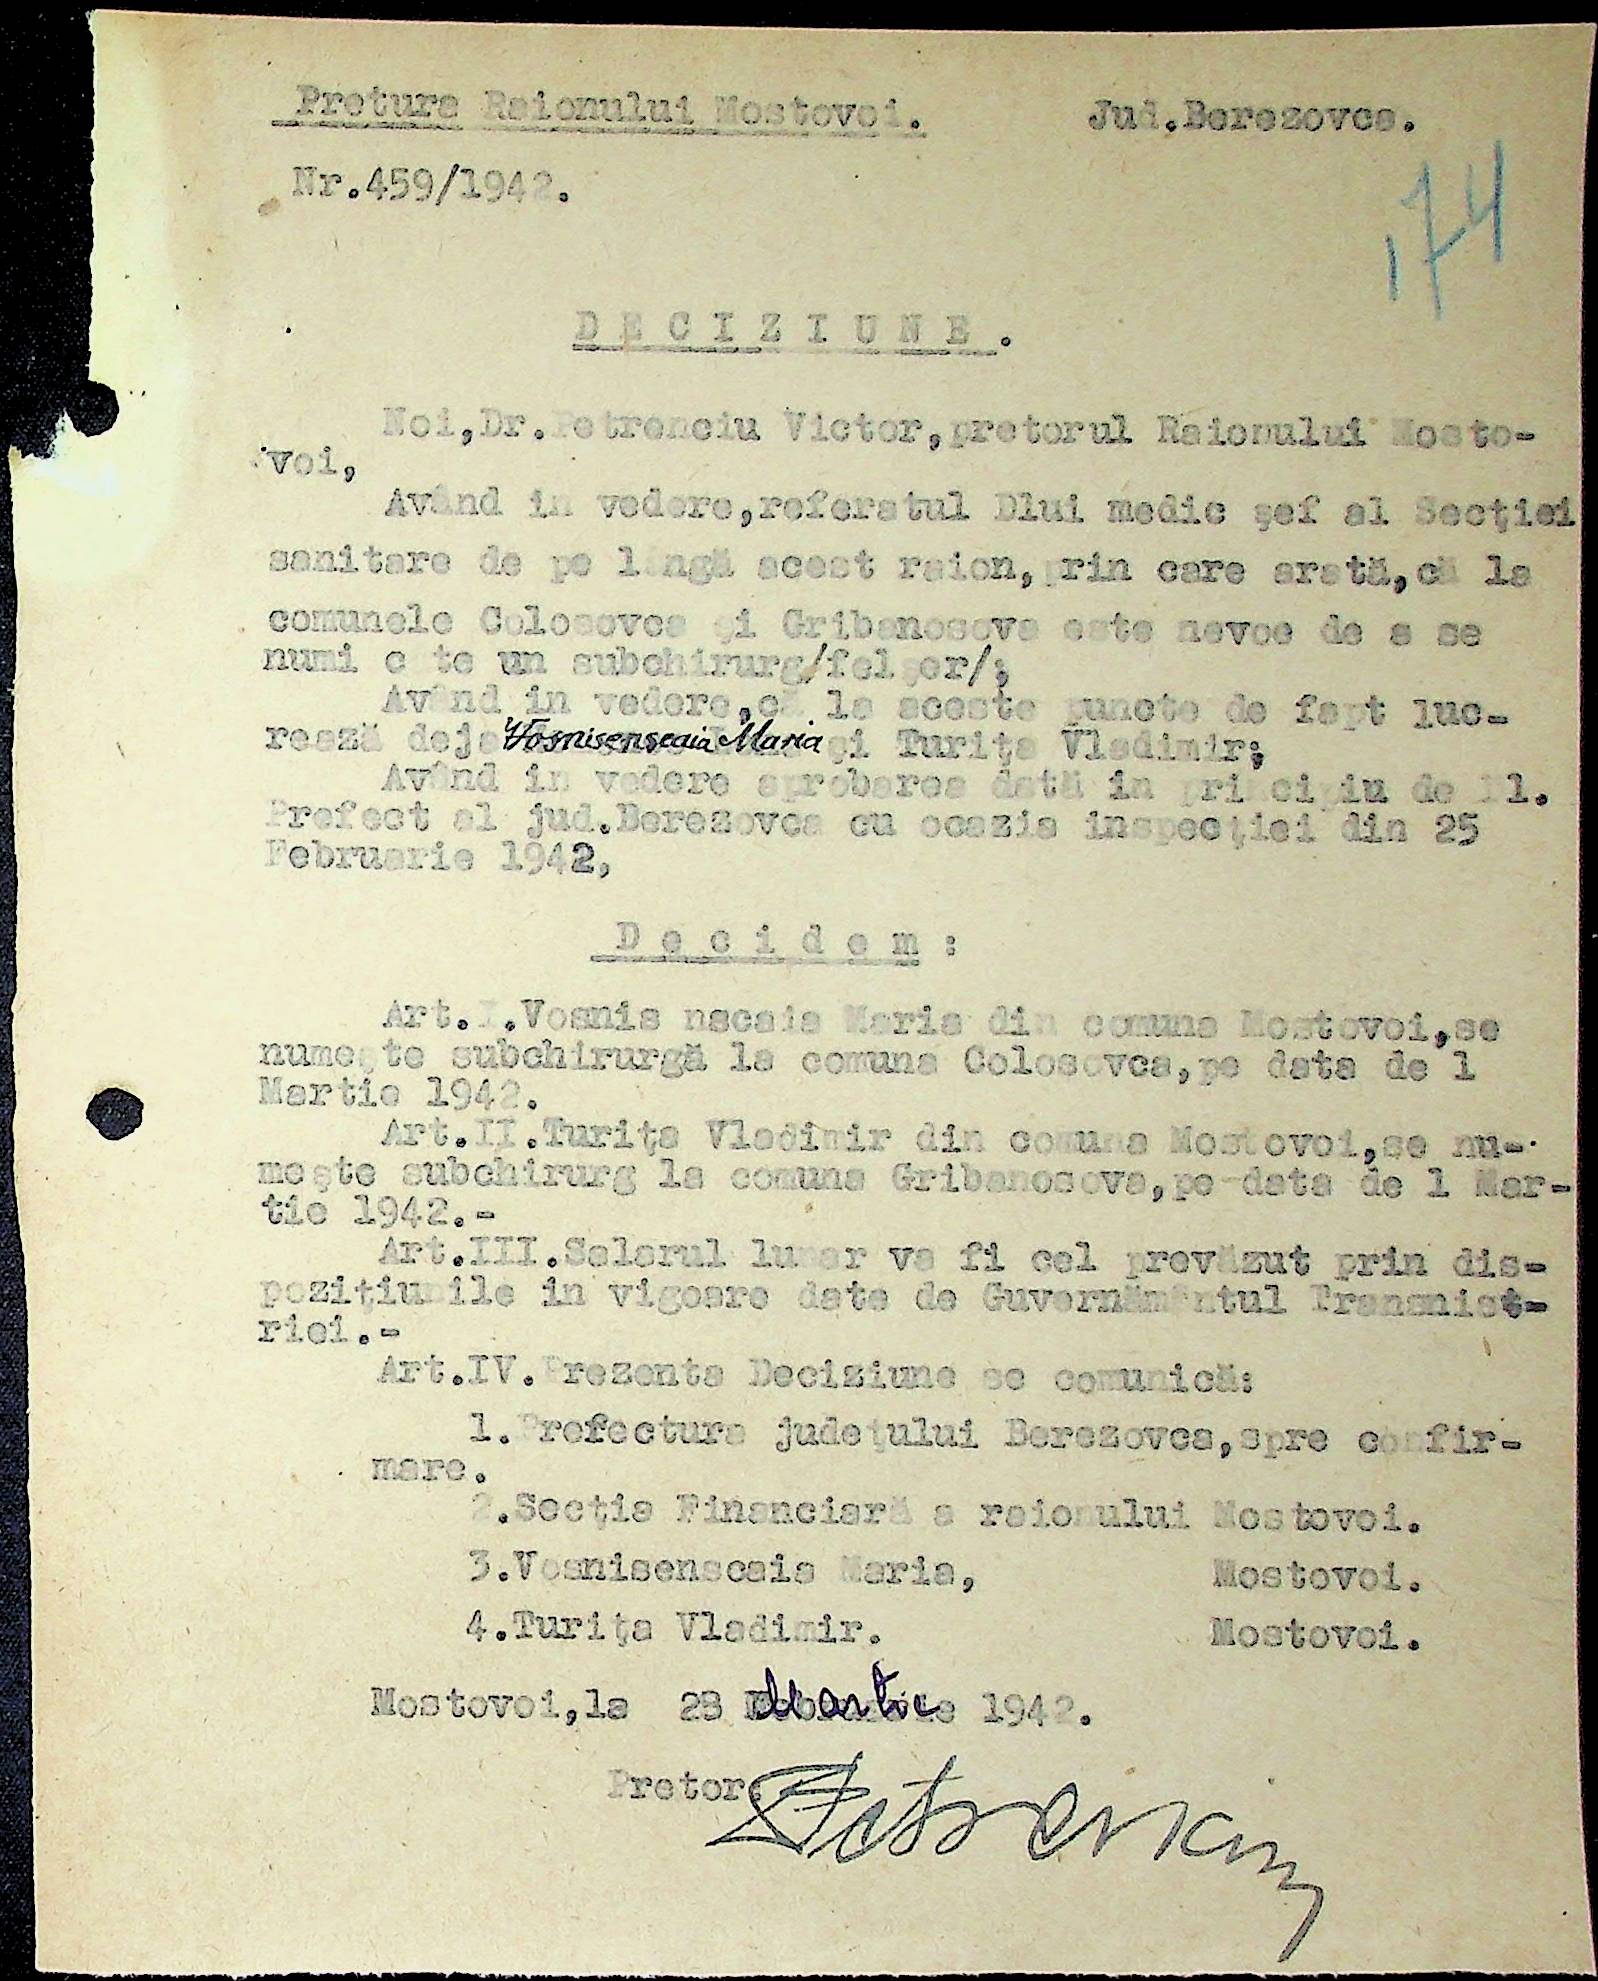 Pretura Raionului Mostovoi. Jud.Berezovca.
Nr.459/1942.
174
DECIZIUNE.
Noi,Dr.Petrenciu Victor,pretorul Raionului Mosto-
voi,
Având in vedere,referatul Dlui medic şef al Secţiei
sanitare de pe lângă acest raion,prin care arată,că la
comunele Colosovca şi Gribanosova este nevoe de a se
numi câte un subchirurg/felşer/;
Având in vedere,că la aceste puncte de fapt luc-
rează deja Vosnisenscaia Maria şi Turiţa Vladimir;
Având in vedere aprobarea dată in principiu de Dl.
Prefect al jud.Berezovca cu ocazia inspecţiei din 25
Februarie 1942,
Decidem:
Art.I.Vosnisenscaia Maria din comuna Mostovoi,se
numeşte subchirurgă la comuna Colosovca,pe data de 1
Martie 1942.
Art.II.Turiţa Vladimir din comuna Mostovoi,se nu-
meşte subchirurg la comuna Gribanosova,pe data de 1 Mar-
tie 1942.-
Art.III.Salarul lunar va fi cel prevăzut prin dis-
poziţiunile in vigoare date de Guvernământul Transnist-
riei.-
Art.IV.Prezenta Deciziune se comunică:
1.Prefectura judeţului Berezovca,spre confir-
mare.
2.Secţia Financiară a raionului Mostovoi.
3.Vosnisenscaia Maria, Mostovoi.
4.Turiţa Vladimir. Mostovoi.
Mostovoi,la 28 Martie 1942.
Pretor,
Petrenciu